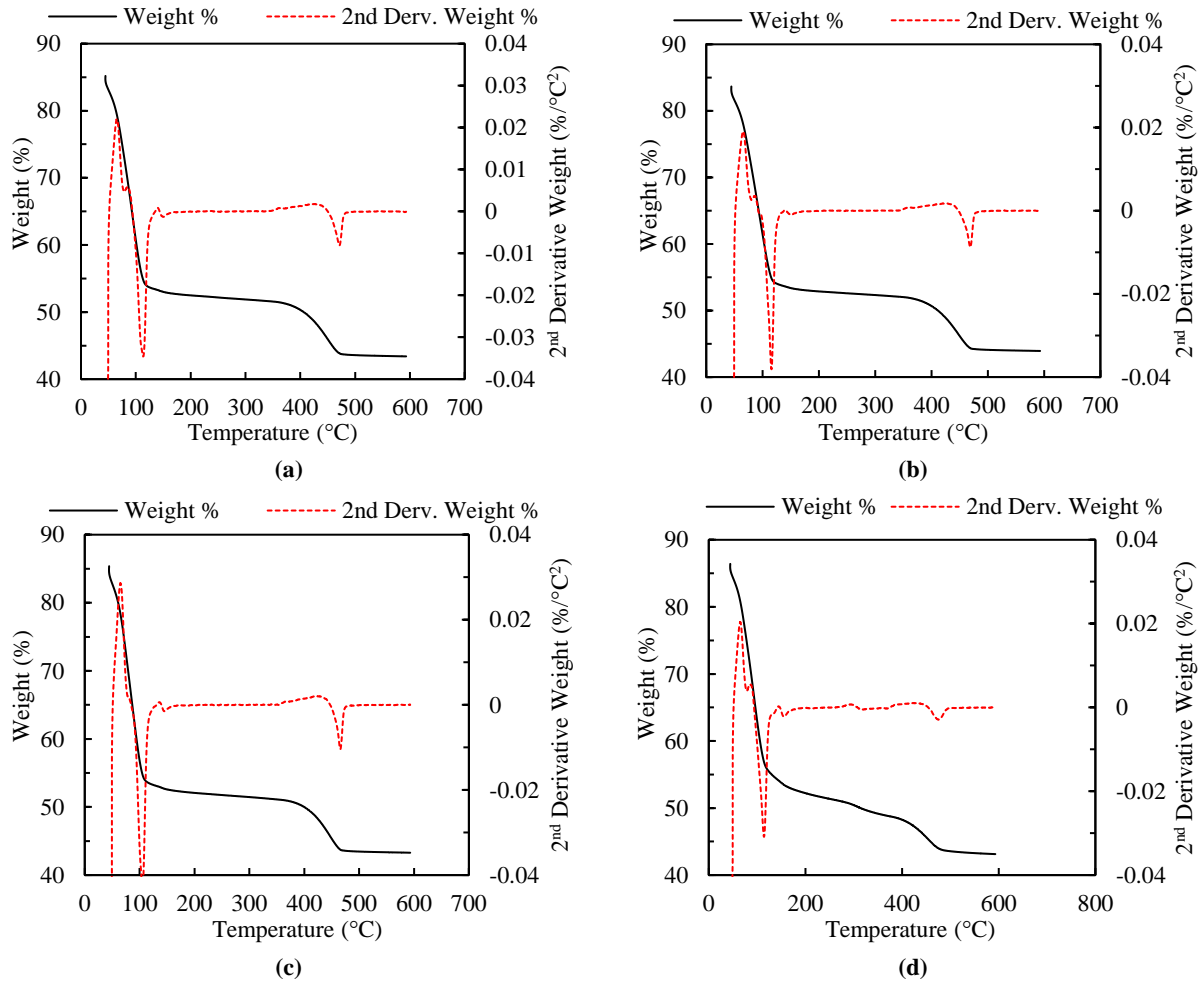 Weight %
2nd Derv. Weight %
90
80
70
60
50
40
Weight (%)
0.04
0.03
0.02
0.01
0
-0.01
-0.02
-0.03
-0.04
2nd Derivative Weight (%/°C2)
0 100 200 300 400 500 600 700
Temperature (°C)
(a)
Weight %
2nd Derv. Weight %
90
80
70
60
50
40
Weight (%)
0.04
0.02
0
-0.02
-0.04
2nd Derivative Weight (%/°C2)
0 100 200 300 400 500 600 700
Temperature (°C)
(b)
Weight %
2nd Derv. Weight %
90
80
70
60
50
40
Weight (%)
0.04
0.02
0
-0.02
-0.04
2nd Derivative Weight (%/°C2)
0 100 200 300 400 500 600 700
Temperature (°C)
(c)
Weight %
2nd Derv. Weight %
90
80
70
60
50
40
Weight (%)
0.04
0.02
0
-0.02
-0.04
2nd Derivative Weight (%/°C2)
0 200 400 600 800
Temperature (°C)
(d)